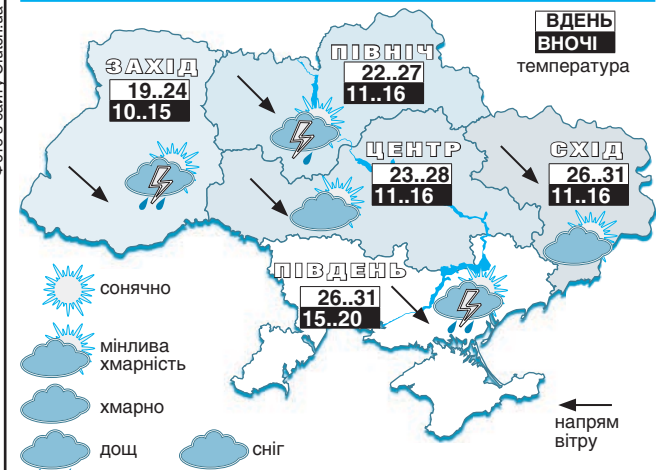 ВДЕНЬ
ВНОЧІ
температура
ПІВНІЧ
22..27
11..16
ЗАХІД
19..24
10..15
ЦЕНТР
23..28
11..16
СХІД
26..31
11..16
ПІВДЕНЬ
26..31
15..20
сонячно
мінлива
хмарність
хмарно
дощ
сніг
напрям
вітру